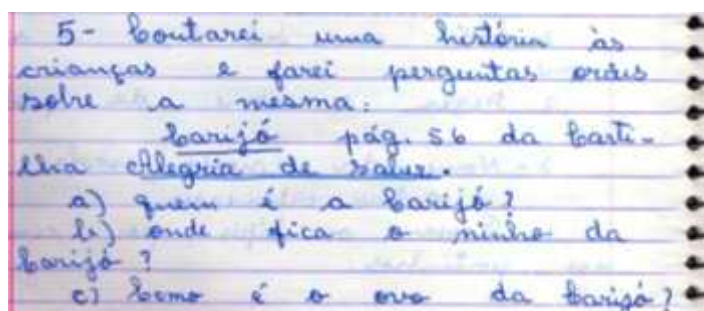 5- Contarei uma história às
crianças e farei perguntas orais
sobre a mesma:
Carijó pág. 56 da Carti-
lha Alegria de saber.
a) quem é a Carijó?
b) onde fica o ninho da
Carijó?
c) Como é o ovo da Carijó?